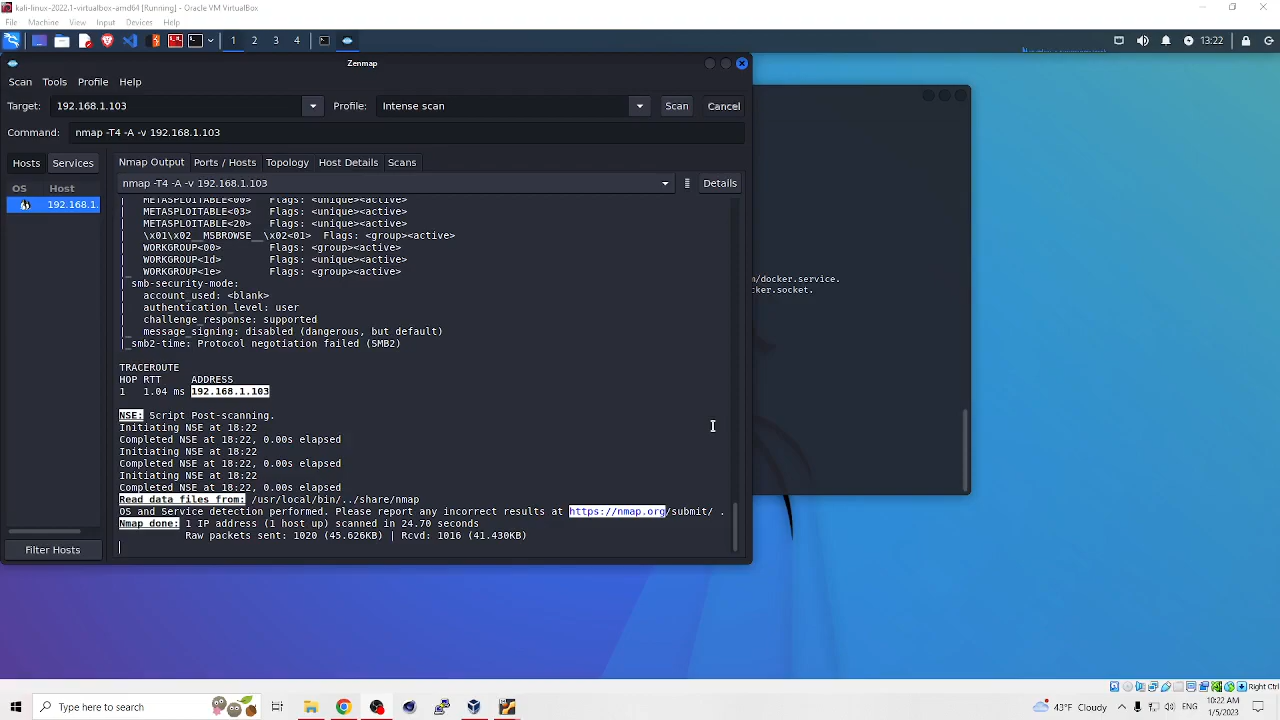 kali-linux-2022.1-virtualbox-amd64 [Running] - Oracle VM VirtualBox
File Machine View Input Devices Help
1 2 3 4 13:22
Zenmap
Scan Tools Profile Help
Target: 192.168.1.103 Profile: Intense scan Scan Cancel
Command: nmap -T4 -A -v 192.168.1.103
Hosts Services Nmap Output Ports / Hosts Topology Host Details Scans
OS Host nmap -T4 -A -v 192.168.1.103 Details
192.168.1.
| METASPLOITABLE<00> Flags: <unique><active>
| METASPLOITABLE<03> Flags: <unique><active>
| METASPLOITABLE<20> Flags: <unique><active>
| \x01\x02__MSBROWSE__\x02<01> Flags: <group><active>
| WORKGROUP<00> Flags: <group><active>
| WORKGROUP<1d> Flags: <unique><active>
|_ WORKGROUP<1e> Flags: <group><active>
| smb-security-mode:
| account_used: <blank>
| authentication_level: user
| challenge_response: supported
|_ message_signing: disabled (dangerous, but default)
|_smb2-time: Protocol negotiation failed (SMB2)
TRACEROUTE
HOP RTT ADDRESS
1 1.04 ms 192.168.1.103
NSE: Script Post-scanning.
Initiating NSE at 18:22
Completed NSE at 18:22, 0.00s elapsed
Initiating NSE at 18:22
Completed NSE at 18:22, 0.00s elapsed
Initiating NSE at 18:22
Completed NSE at 18:22, 0.00s elapsed
Read data files from: /usr/local/bin/../share/nmap
OS and Service detection performed. Please report any incorrect results at https://nmap.org/submit/ .
Nmap done: 1 IP address (1 host up) scanned in 24.70 seconds
Raw packets sent: 1020 (45.626KB) | Rcvd: 1016 (41.430KB)
Filter Hosts
m/docker.service.
cker.socket.
Right Ctrl
Type here to search
43°F Cloudy
10:22 AM
1/5/2023